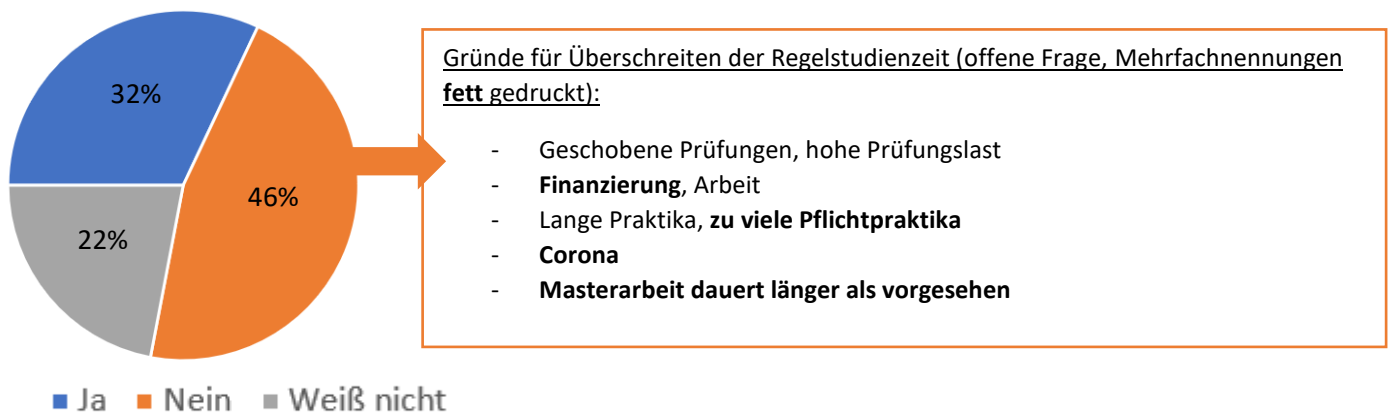 32%
46%
22%
Gründe für Überschreiten der Regelstudienzeit (offene Frage, Mehrfachnennungen
fett gedruckt):
- Geschobene Prüfungen, hohe Prüfungslast
- Finanzierung, Arbeit
- Lange Praktika, zu viele Pflichtpraktika
- Corona
- Masterarbeit dauert länger als vorgesehen
Ja Nein Weiß nicht